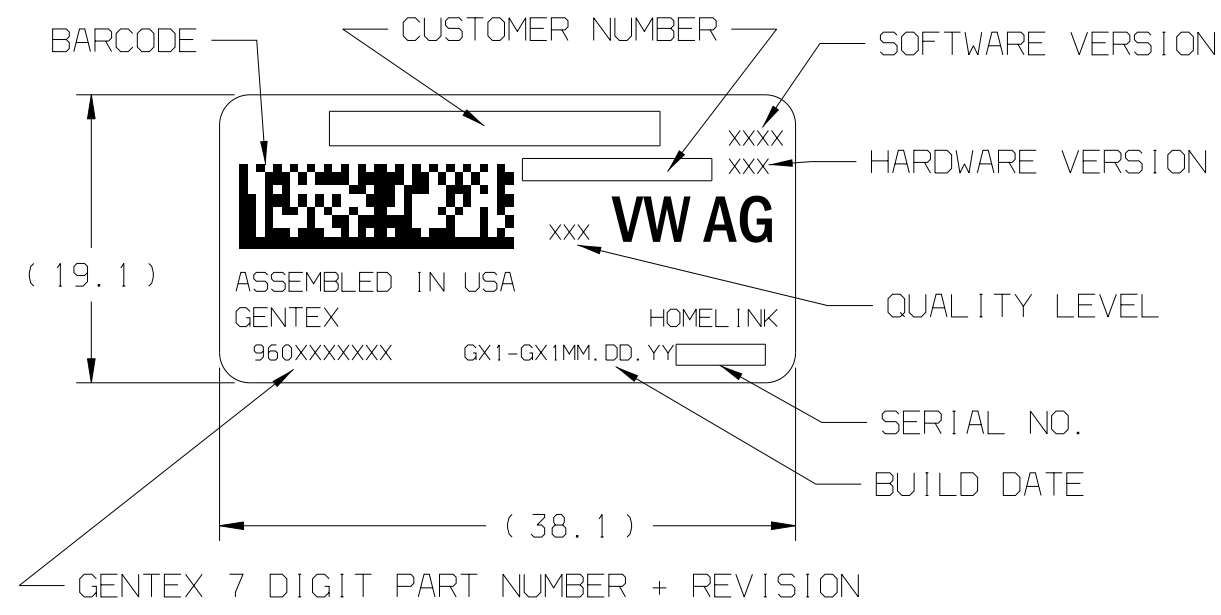 BARCODE
CUSTOMER NUMBER
SOFTWARE VERSION
XXXX
XXX
HARDWARE VERSION
VW AG
XXX
(19.1)
ASSEMBLED IN USA
QUALITY LEVEL
GENTEX
HOMELINK
960XXXXXXX
GX1-GX1MM.DD.YY
SERIAL NO.
BUILD DATE
(38.1)
GENTEX 7 DIGIT PART NUMBER + REVISION